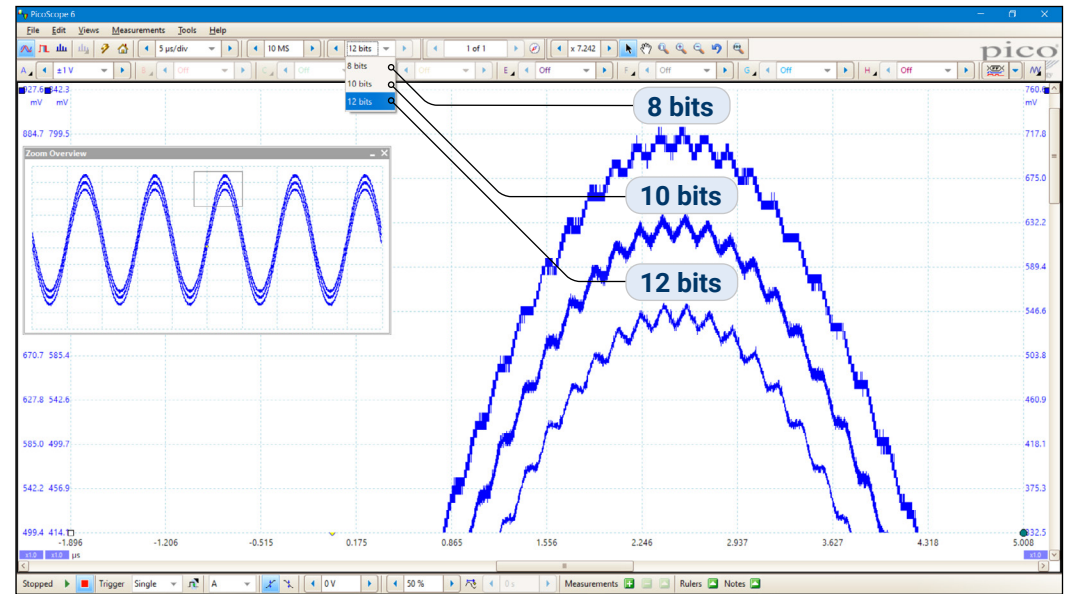 PicoScope 6
File Edit Views Measurements Tools Help
5 µs/div 10 MS 12 bits 1 of 1 x 7.242
pico
A ±1 V B Off C Off Off E Off F Off G Off H Off
8 bits
10 bits
12 bits
927.6 842.3 760.6
mV mV mV
884.7 799.5 717.8
Zoom Overview
675.0
632.2
589.4
546.6
670.7 585.4 503.8
627.8 542.6 460.9
585.0 499.7 418.1
542.2 456.9 375.3
499.4 414.1 332.5
8 bits
10 bits
12 bits
-1.896 -1.206 -0.515 0.175 0.865 1.556 2.246 2.937 3.627 4.318 5.008
x1.0 x1.0 µs x1.0
Stopped Trigger Single A 0 V 50 % 0 s Measurements Rulers Notes